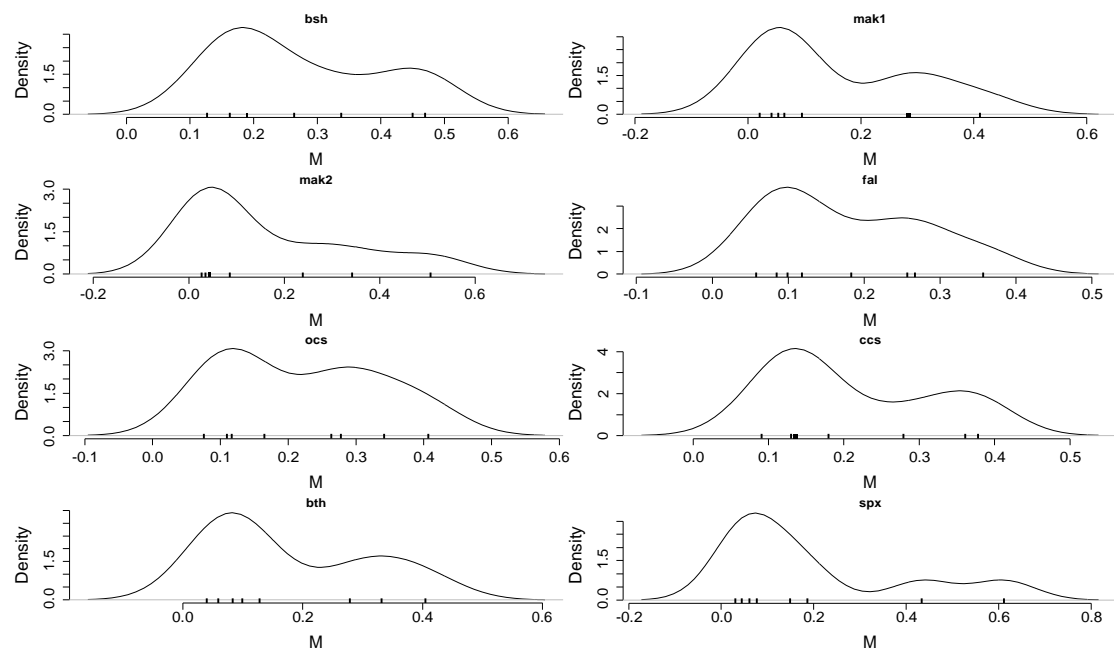 bsh
Density
0.0 1.5
0.0 0.1 0.2 0.3 0.4 0.5 0.6
M
mak1
Density
0.0 1.5
-0.2 0.0 0.2 0.4 0.6
M
mak2
Density
0.0 1.5 3.0
-0.2 0.0 0.2 0.4 0.6
M
fal
Density
0 1 2
-0.1 0.0 0.1 0.2 0.3 0.4 0.5
M
ocs
Density
0.0 1.5 3.0
-0.1 0.0 0.1 0.2 0.3 0.4 0.5 0.6
M
ccs
Density
0 2 4
0.0 0.1 0.2 0.3 0.4 0.5
M
bth
Density
0.0 1.5
0.0 0.2 0.4 0.6
M
spx
Density
0.0 1.5
-0.2 0.0 0.2 0.4 0.6 0.8
M